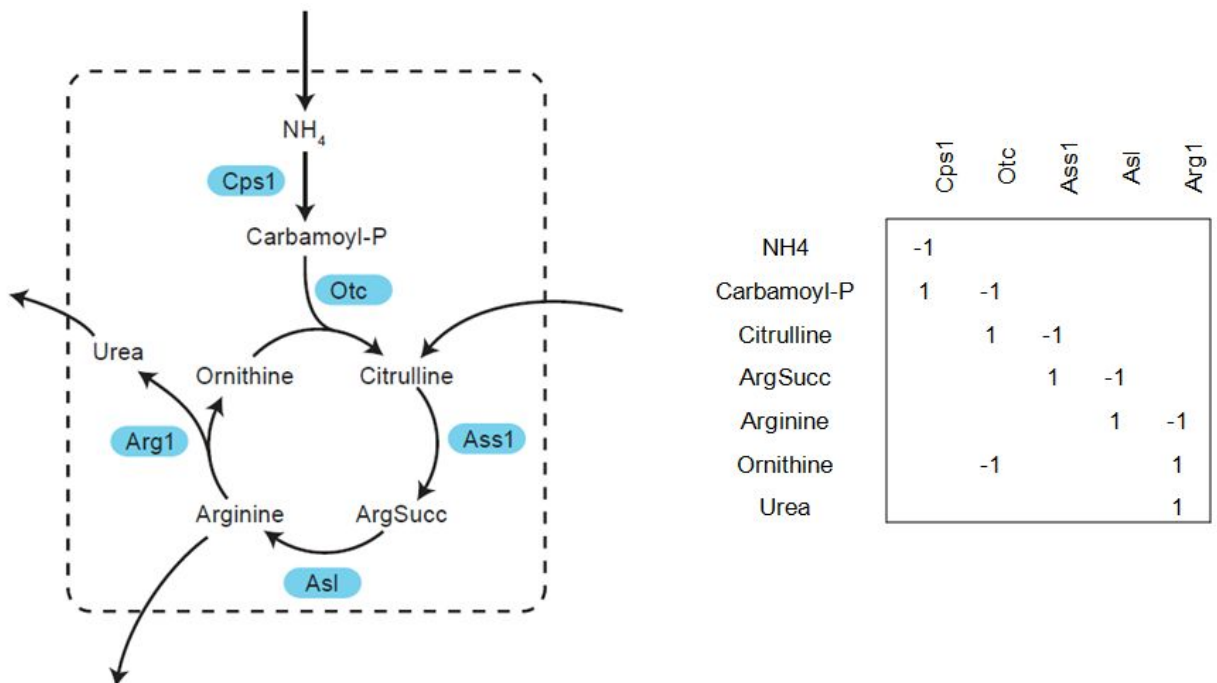 NH4
Cps1
Carbamoyl-P
Otc
Urea
Ornithine
Citrulline
Arg1
Ass1
Arginine
ArgSucc
Asl
Cps1 Otc Ass1 Asl Arg1
NH4 -1
Carbamoyl-P 1 -1
Citrulline 1 -1
ArgSucc 1 -1
Arginine 1 -1
Ornithine -1 1
Urea 1